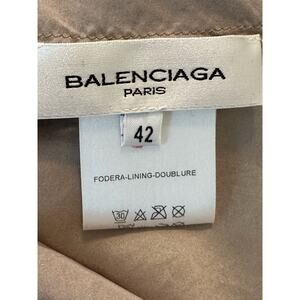 BALENCIAGA
PARIS
42
FODERA-LINING-DOUBLURE
30